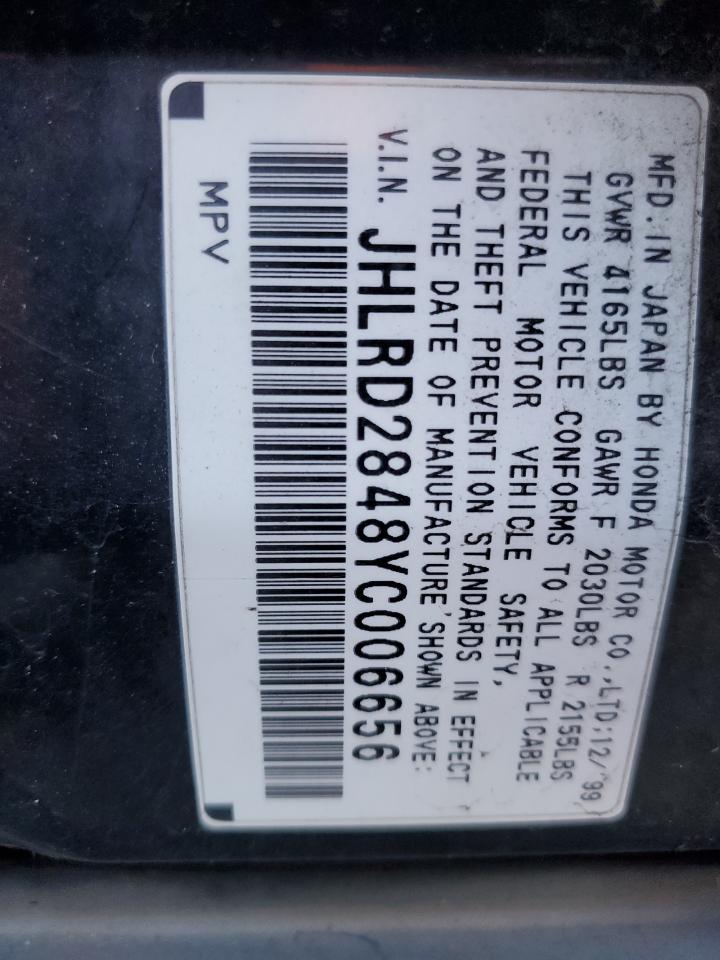 MFD. IN JAPAN BY HONDA MOTOR CO.,LTD;12/'99
GVWR 4165LBS GAWR F 2030LBS R 2155LBS
THIS VEHICLE CONFORMS TO ALL APPLICABLE
FEDERAL MOTOR VEHICLE SAFETY,
AND THEFT PREVENTION STANDARDS IN EFFECT
ON THE DATE OF MANUFACTURE SHOWN ABOVE:
V.I.N. JHLRD2848YC006656
MPV